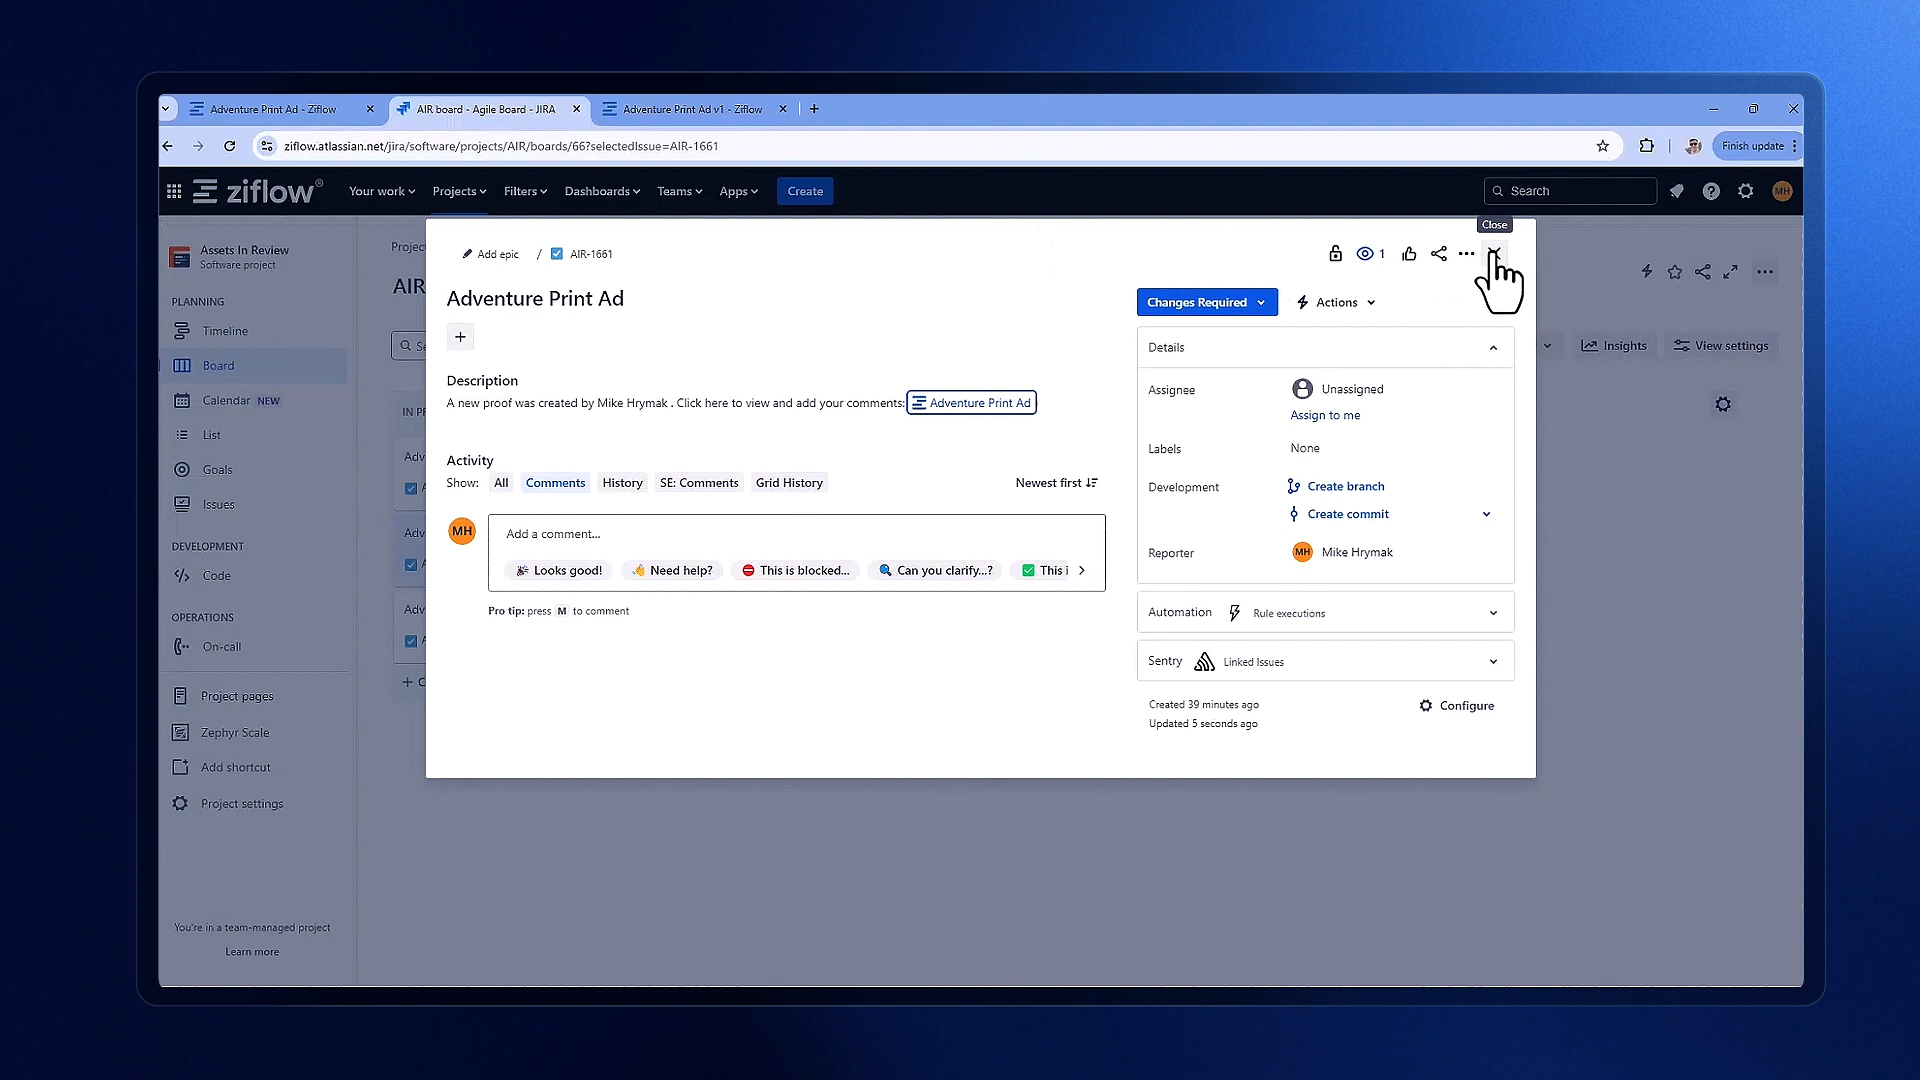 Adventure Print Ad - Ziflow
AIR board - Agile Board - JIRA
Adventure Print Ad v1 - Ziflow
ziflow.atlassian.net/jira/software/projects/AIR/boards/66?selectedIssue=AIR-1661
Finish update
ziflow®
Your work
Projects
Filters
Dashboards
Teams
Apps
Create
Search
MH
Close
Assets In Review
Software project
PLANNING
Timeline
Board
Calendar NEW
List
Goals
Issues
DEVELOPMENT
Code
OPERATIONS
On-call
Project pages
Zephyr Scale
Add shortcut
Project settings
You're in a team-managed project
Learn more
AIR
Insights
View settings
Add epic / AIR-1661
1
Adventure Print Ad
Description
A new proof was created by Mike Hrymak . Click here to view and add your comments: Adventure Print Ad
Activity
Show: All Comments History SE: Comments Grid History
Newest first
MH
Add a comment...
Looks good!
Need help?
This is blocked...
Can you clarify...?
This i
Pro tip: press M to comment
Changes Required
Actions
Details
Assignee
Unassigned
Assign to me
Labels
None
Development
Create branch
Create commit
Reporter
MH Mike Hrymak
Automation
Rule executions
Sentry
Linked Issues
Created 39 minutes ago
Updated 5 seconds ago
Configure